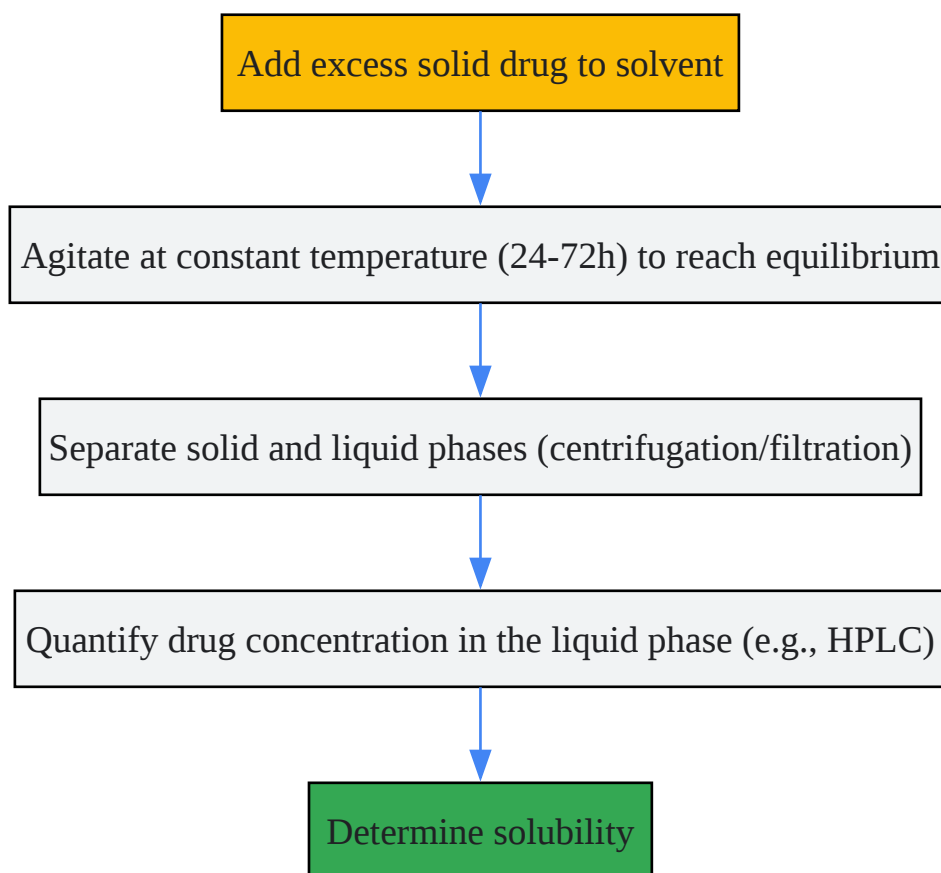 Add excess solid drug to solvent
Agitate at constant temperature (24-72h) to reach equilibrium
Separate solid and liquid phases (centrifugation/filtration)
Quantify drug concentration in the liquid phase (e.g., HPLC)
Determine solubility